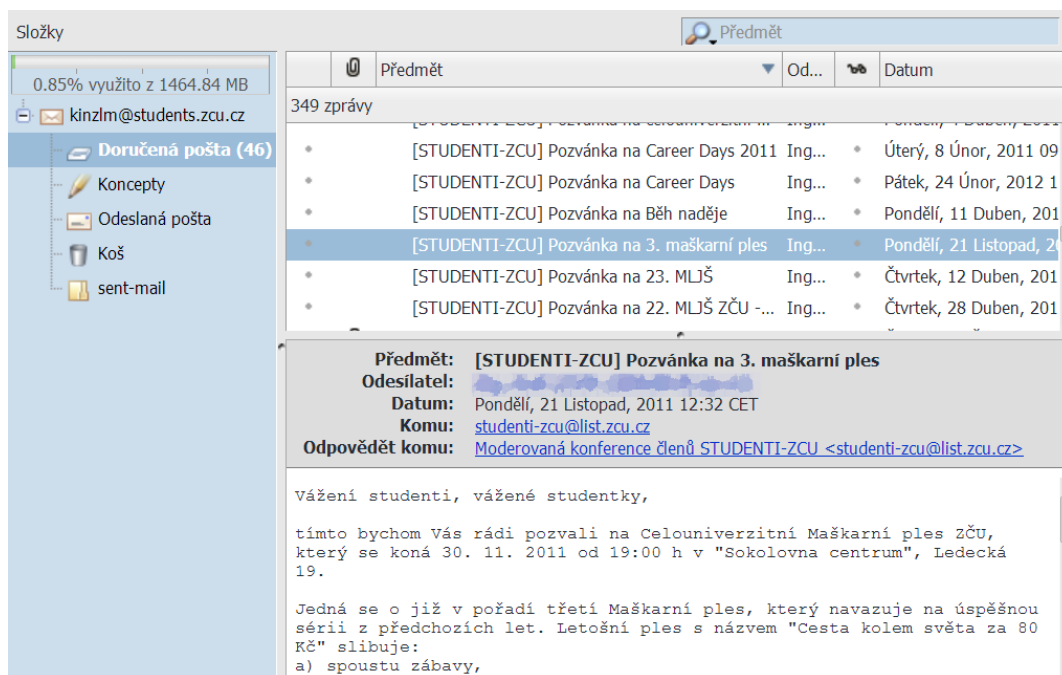 Složky
Předmět
0.85% využito z 1464.84 MB
Předmět Od... Datum
kinzlm@students.zcu.cz
349 zprávy
Doručená pošta (46)
[STUDENTI-ZCU] Pozvánka na Career Days 2011 Ing... Úterý, 8 Únor, 2011 09
Koncepty
[STUDENTI-ZCU] Pozvánka na Career Days Ing... Pátek, 24 Únor, 2012 1
Odeslaná pošta
[STUDENTI-ZCU] Pozvánka na Běh naděje Ing... Pondělí, 11 Duben, 201
Koš
[STUDENTI-ZCU] Pozvánka na 3. maškarní ples Ing... Pondělí, 21 Listopad, 20
sent-mail
[STUDENTI-ZCU] Pozvánka na 23. MLJŠ Ing... Čtvrtek, 12 Duben, 201
[STUDENTI-ZCU] Pozvánka na 22. MLJŠ ZČU -... Ing... Čtvrtek, 28 Duben, 201
Předmět: [STUDENTI-ZCU] Pozvánka na 3. maškarní ples
Odesílatel:
Datum: Pondělí, 21 Listopad, 2011 12:32 CET
Komu: studenti-zcu@list.zcu.cz
Odpovědět komu: Moderovaná konference členů STUDENTI-ZCU <studenti-zcu@list.zcu.cz>
Vážení studenti, vážené studentky,
tímto bychom Vás rádi pozvali na Celouniverzitní Maškarní ples ZČU,
který se koná 30. 11. 2011 od 19:00 h v "Sokolovna centrum", Ledecká
19.
Jedná se o již v pořadí třetí Maškarní ples, který navazuje na úspěšnou
sérii z předchozích let. Letošní ples s názvem "Cesta kolem světa za 80
Kč" slibuje:
a) spoustu zábavy,